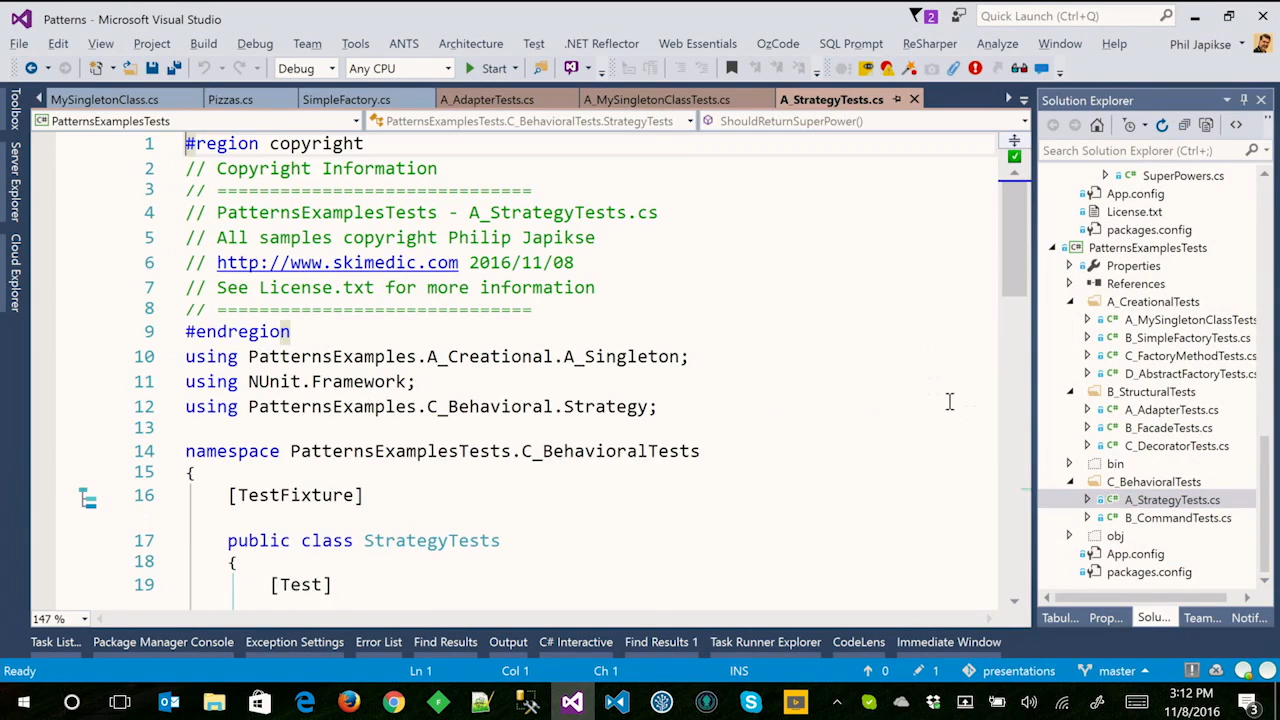 Patterns - Microsoft Visual Studio
2
Quick Launch (Ctrl+Q)
File Edit View Project Build Debug Team Tools ANTS Architecture Test .NET Reflector Web Essentials OzCode SQL Prompt ReSharper Analyze Window Help Phil Japikse
Debug Any CPU Start
Toolbox
Server Explorer
Cloud Explorer
MySingletonClass.cs Pizzas.cs SimpleFactory.cs A_AdapterTests.cs A_MySingletonClassTests.cs A_StrategyTests.cs
PatternsExamplesTests PatternsExamplesTests.C_BehavioralTests.StrategyTests ShouldReturnSuperPower()
1 #region copyright
2 // Copyright Information
3 // ==============================
4 // PatternsExamplesTests - A_StrategyTests.cs
5 // All samples copyright Philip Japikse
6 // http://www.skimedic.com 2016/11/08
7 // See License.txt for more information
8 // ==============================
9 #endregion
10 using PatternsExamples.A_Creational.A_Singleton;
11 using NUnit.Framework;
12 using PatternsExamples.C_Behavioral.Strategy;
13
14 namespace PatternsExamplesTests.C_BehavioralTests
15 {
16 [TestFixture]
17 public class StrategyTests
18 {
19 [Test]
147 %
Solution Explorer
Search Solution Explorer (Ctrl+;)
C# SuperPowers.cs
App.config
License.txt
packages.config
C# PatternsExamplesTests
Properties
References
A_CreationalTests
C# A_MySingletonClassTests
C# B_SimpleFactoryTests.c
C# C_FactoryMethodTests.c
C# D_AbstractFactoryTests.c
B_StructuralTests
C# A_AdapterTests.cs
C# B_FacadeTests.cs
C# C_DecoratorTests.cs
bin
C_BehavioralTests
C# A_StrategyTests.cs
C# B_CommandTests.cs
obj
App.config
packages.config
Tabul... Prop... Solu... Team... Notif...
Task List... Package Manager Console Exception Settings Error List Find Results Output C# Interactive Find Results 1 Task Runner Explorer CodeLens Immediate Window
Ready Ln 1 Col 1 Ch 1 INS 0 1 presentations master
3:12 PM
11/8/2016
3